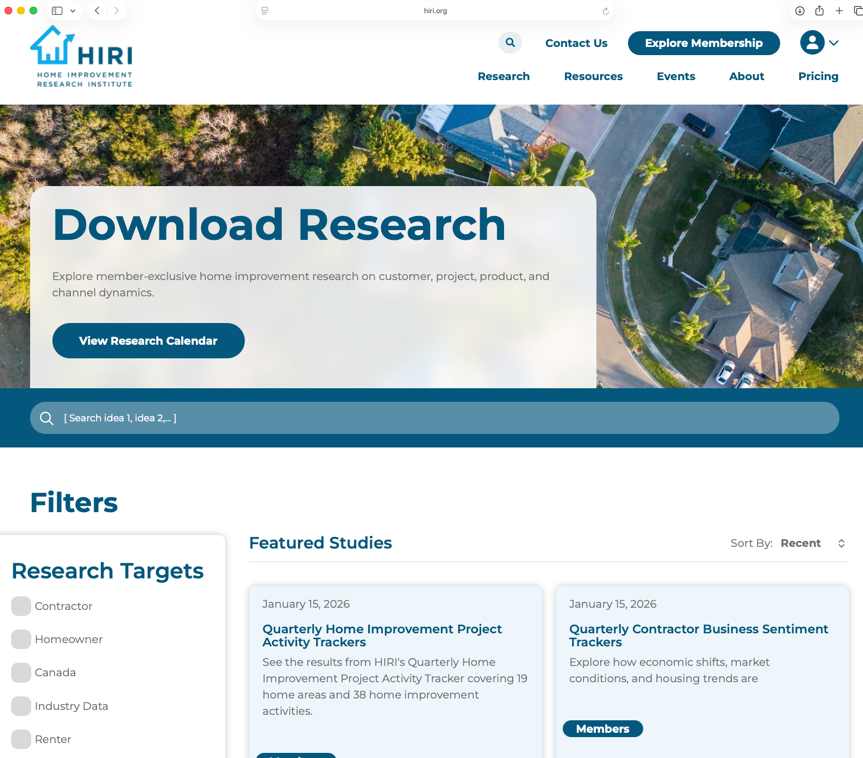 hiri.org
HIRI
HOME IMPROVEMENT
RESEARCH INSTITUTE
Contact Us
Explore Membership
Research
Resources
Events
About
Pricing
Download Research
Explore member-exclusive home improvement research on customer, project, product, and
channel dynamics.
View Research Calendar
[ Search idea 1, idea 2,... ]
Filters
Research Targets
Contractor
Homeowner
Canada
Industry Data
Renter
Featured Studies
Sort By: Recent
January 15, 2026
Quarterly Home Improvement Project
Activity Trackers
See the results from HIRI's Quarterly Home
Improvement Project Activity Tracker covering 19
home areas and 38 home improvement
activities.
January 15, 2026
Quarterly Contractor Business Sentiment
Trackers
Explore how economic shifts, market
conditions, and housing trends are
Members